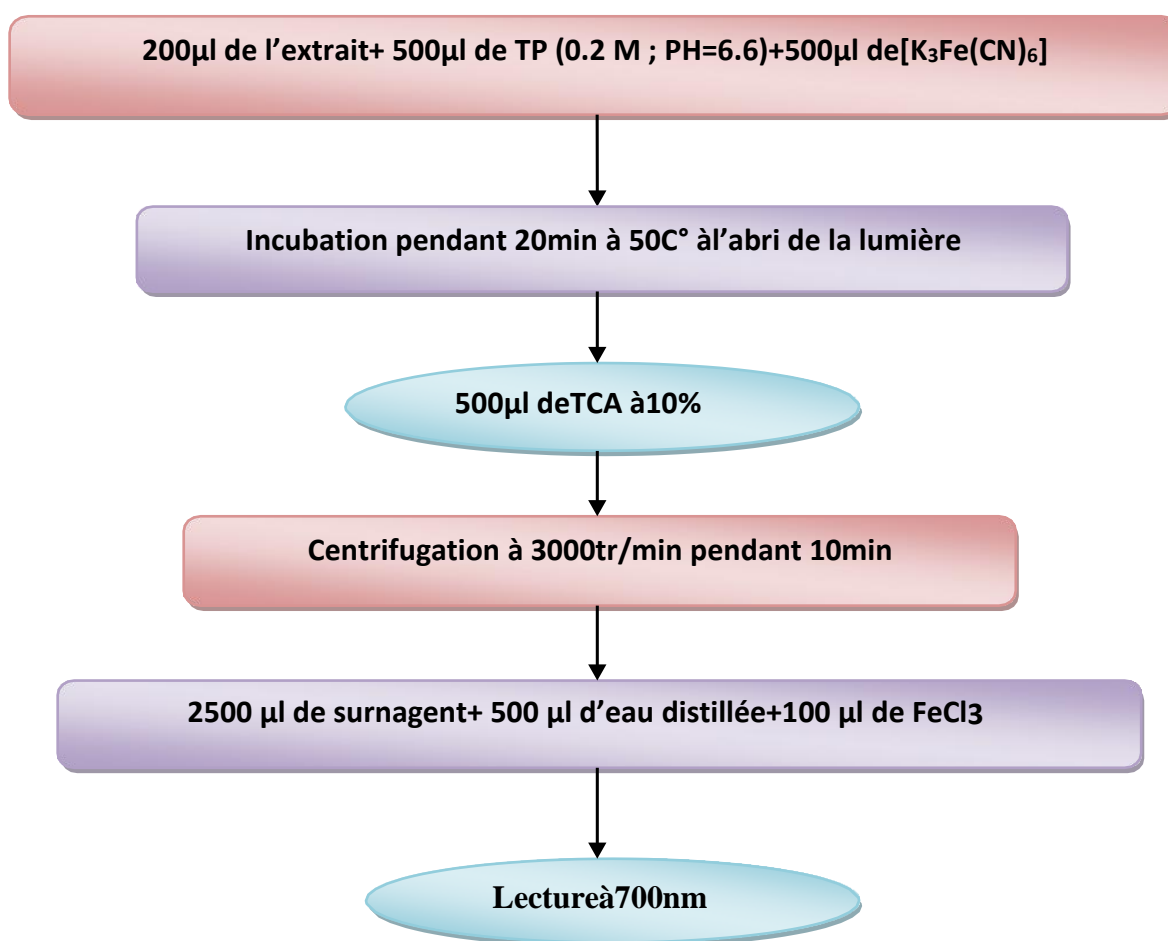 200µl de l’extrait+ 500µl de TP (0.2 M ; PH=6.6)+500µl de[K₃Fe(CN)₆]
Incubation pendant 20min à 50C° àl’abri de la lumière
500µl deTCA à10%
Centrifugation à 3000tr/min pendant 10min
2500 µl de surnagent+ 500 µl d’eau distillée+100 µl de FeCl3
Lectureà700nm